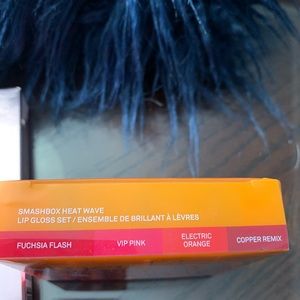 SMASHBOX HEAT WAVE
LIP GLOSS SET / ENSEMBLE DE BRILLANT À LÈVRES
FUCHSIA FLASH
VIP PINK
ELECTRIC
ORANGE
COPPER REMIX